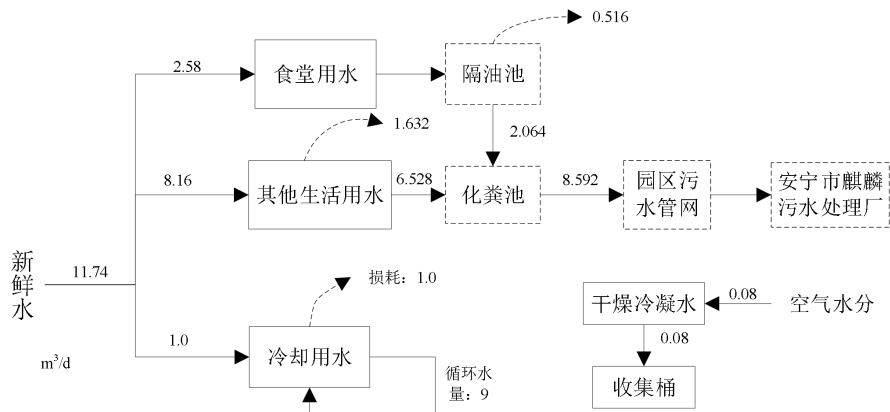 0.516
2.58
食堂用水
隔油池
1.632
2.064
8.16
其他生活用水
6.528
化粪池
8.592
园区污
水管网
安宁市麒麟
污水处理厂
新鲜水
11.74
损耗：1.0
干燥冷凝水
0.08
空气水分
1.0
冷却用水
0.08
m³/d
循环水
量：9
收集桶